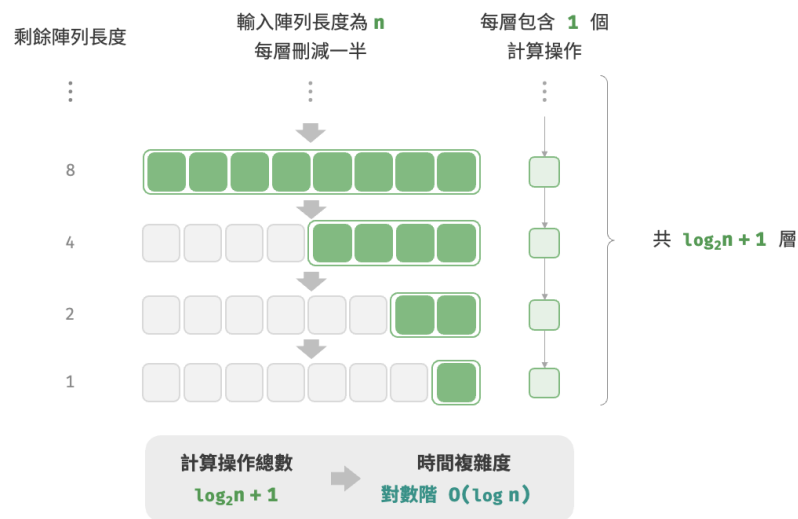 剩餘陣列長度
輸入陣列長度為 n
每層刪減一半
每層包含 1 個
計算操作
8
4
2
1
共 log₂n + 1 層
計算操作總數
log₂n + 1
時間複雜度
對數階 O(log n)